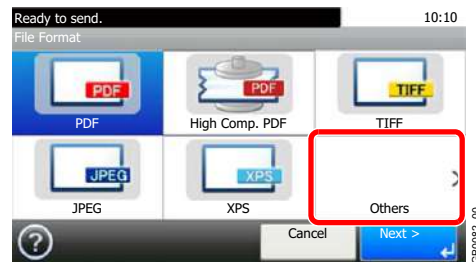 Ready to send. 10:10
File Format
PDF PDF TIFF
PDF High Comp. PDF TIFF
JPEG XPS
JPEG XPS Others
? Cancel Next >